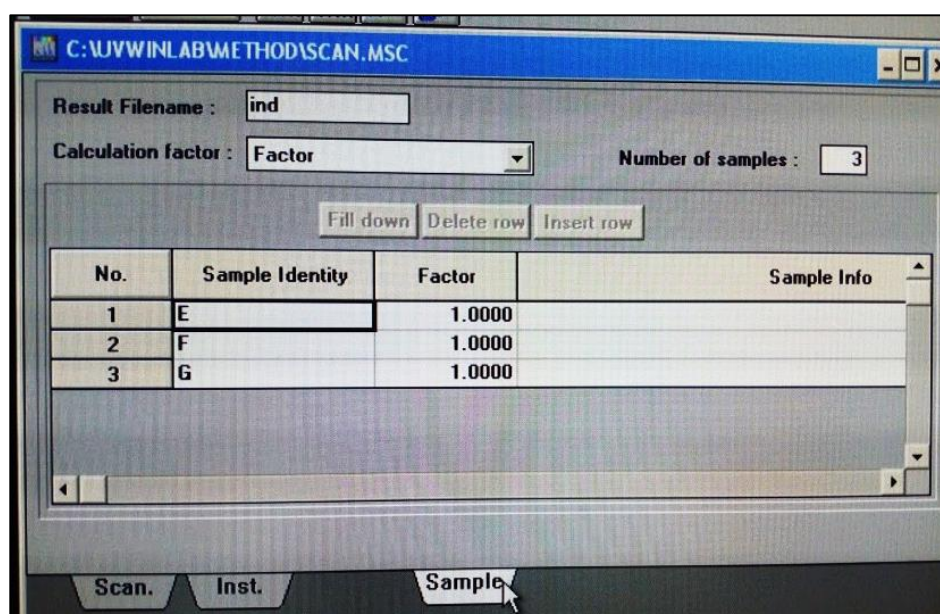 C:\UVWINLAB\METHOD\SCAN.MSC
Result Filename : ind
Calculation factor : Factor Number of samples : 3
Fill down Delete row Insert row
No. Sample Identity Factor Sample Info
1 E 1.0000
2 F 1.0000
3 G 1.0000
Scan. Inst. Sample